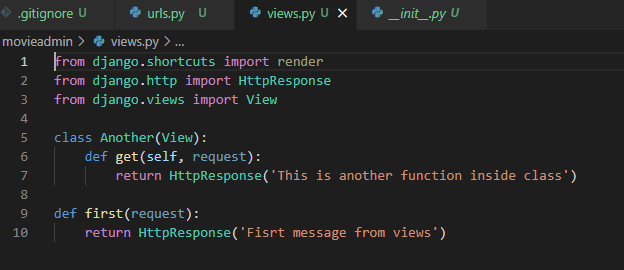 .gitignore U urls.py U views.py U × __init__.py U
movieadmin > views.py > ...
1 from django.shortcuts import render
2 from django.http import HttpResponse
3 from django.views import View
4
5 class Another(View):
6     def get(self, request):
7         return HttpResponse('This is another function inside class')
8
9 def first(request):
10     return HttpResponse('Fisrt message from views')